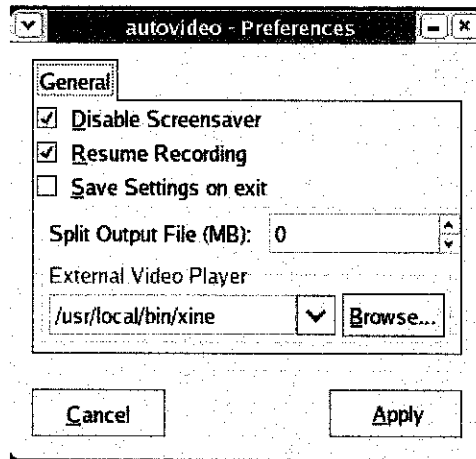 autovideo - Preferences
General
Disable Screensaver
Resume Recording
Save Settings on exit
Split Output File (MB): 0
External Video Player
/usr/local/bin/xine Browse...
Cancel Apply